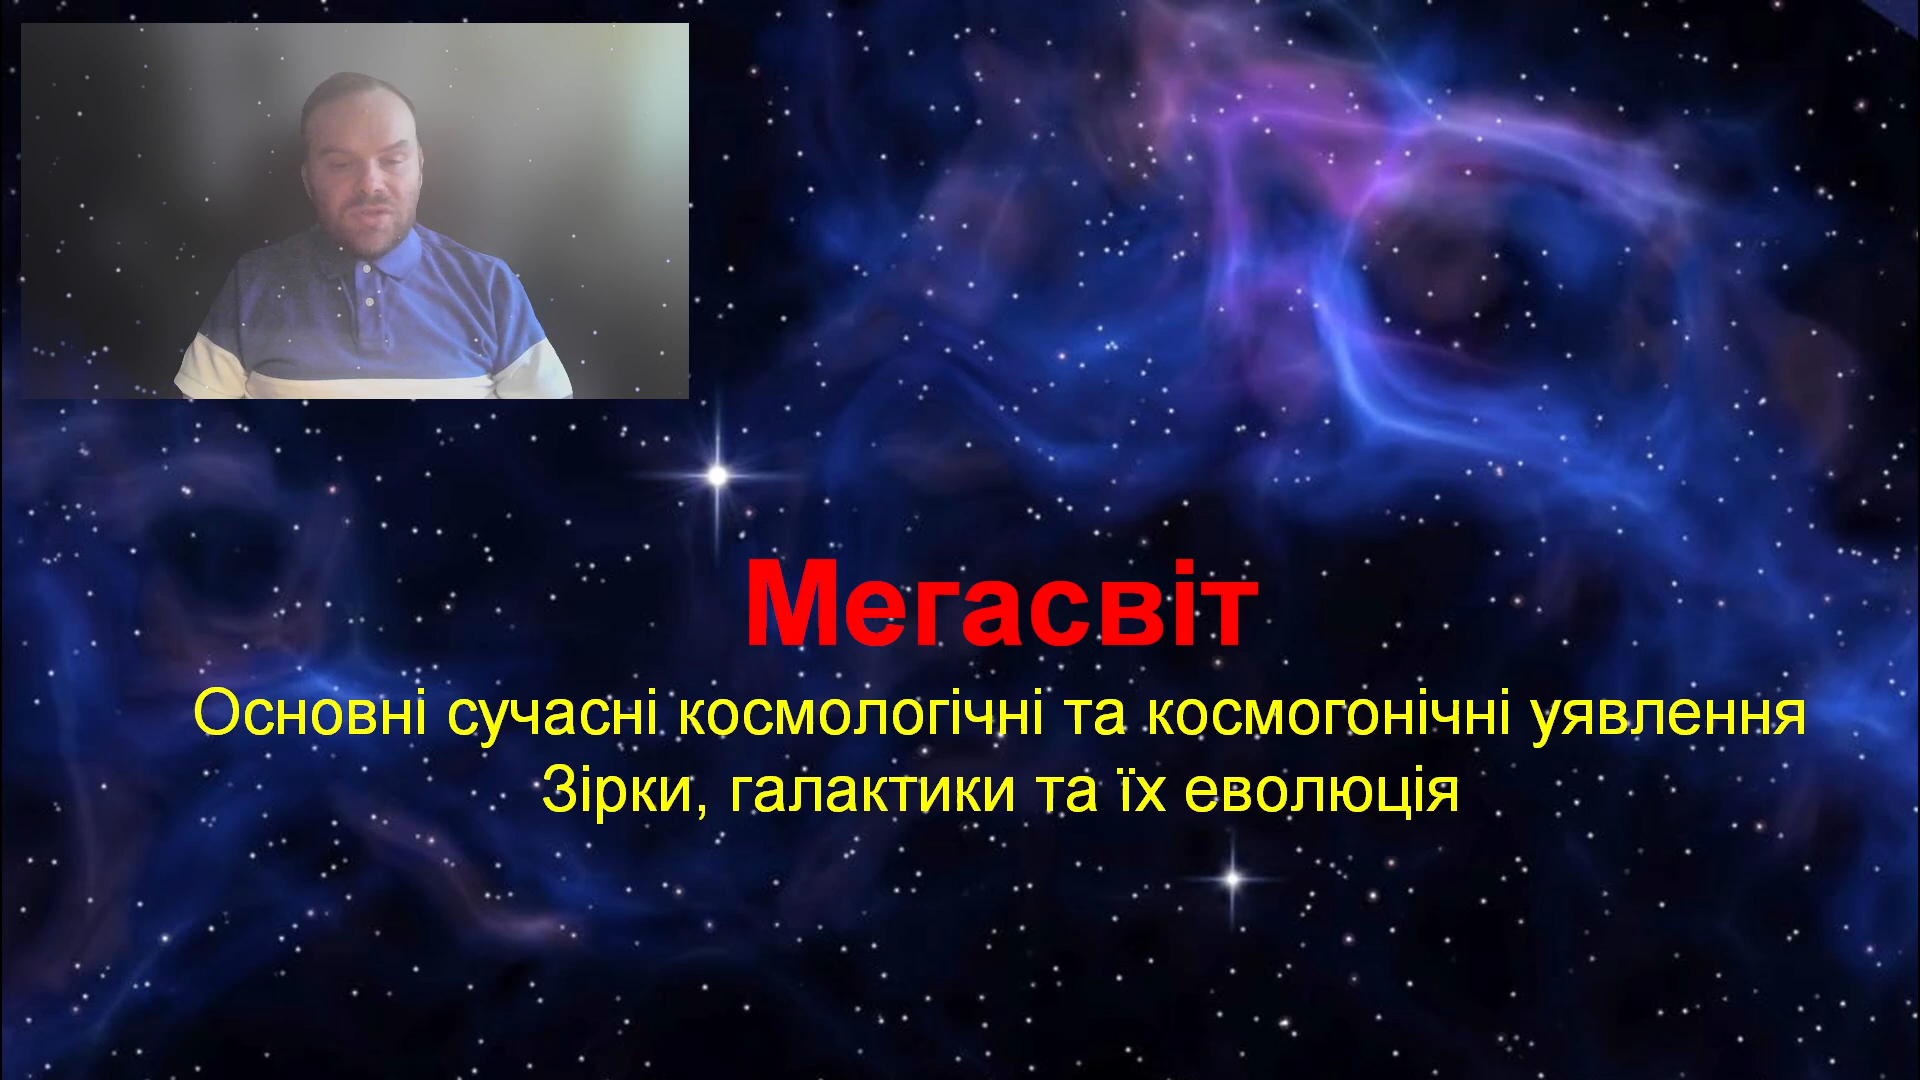 Мегасвіт
Основні сучасні космологічні та космогонічні уявлення
Зірки, галактики та їх еволюція